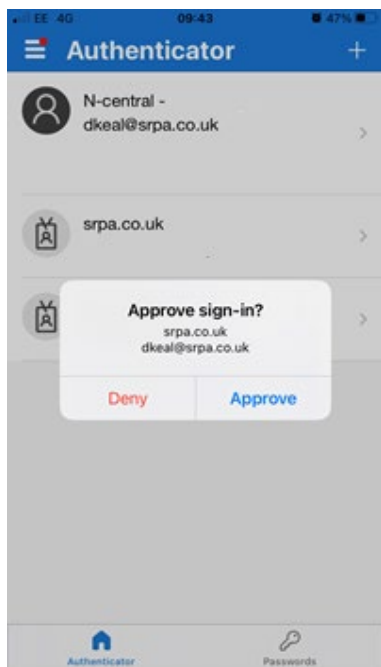 EE 4G 09:43 47%
Authenticator
N-central -
dkeal@srpa.co.uk
srpa.co.uk
Approve sign-in?
srpa.co.uk
dkeal@srpa.co.uk
Deny Approve
Authenticator Passwords